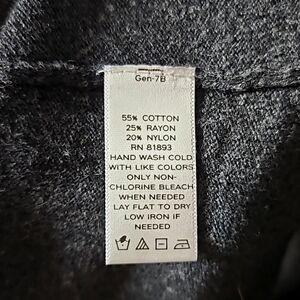 Gen-7B
55% COTTON
25% RAYON
20% NYLON
RN 81893
HAND WASH COLD
WITH LIKE COLORS
ONLY NON-
CHLORINE BLEACH
WHEN NEEDED
LAY FLAT TO DRY
LOW IRON IF
NEEDED